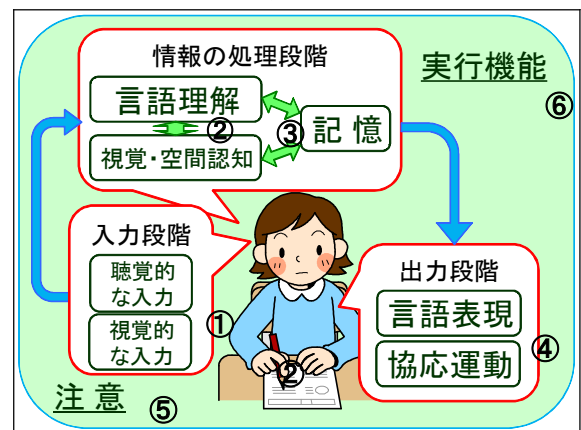 情報の処理段階
言語理解
②
視覚・空間認知
③
記憶
実行機能
⑥
入力段階
聴覚的
な入力
視覚的
な入力
①
②
出力段階
言語表現
協応運動
④
注意
⑤